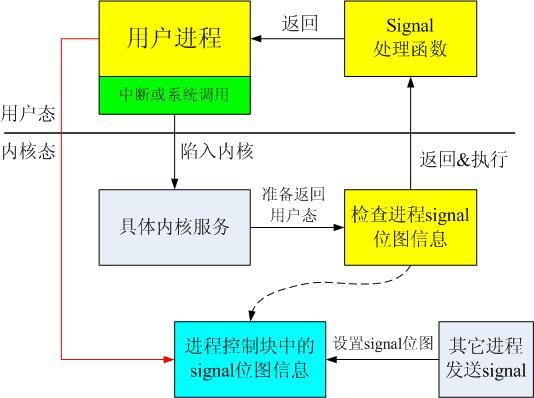 用户进程
返回
Signal
处理函数
中断或系统调用
用户态
内核态
陷入内核
返回&执行
具体内核服务
准备返回
用户态
检查进程signal
位图信息
进程控制块中的
signal位图信息
设置signal位图
其它进程
发送signal